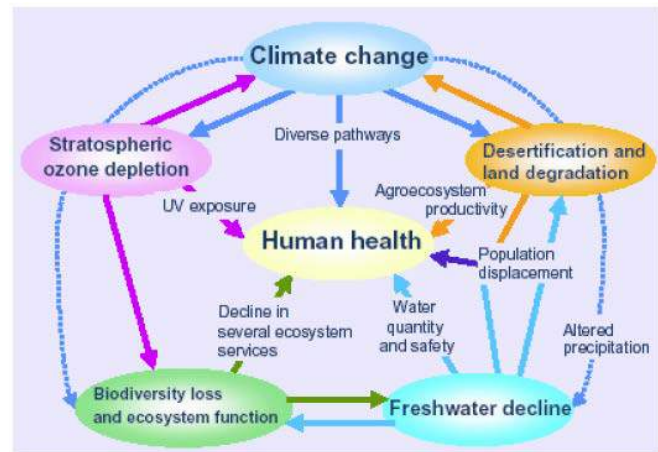 Climate change
Stratospheric
ozone depletion
Diverse pathways
Desertification and
land degradation
UV exposure
Agroecosystem
productivity
Human health
Population
displacement
Decline in
several ecosystem
services
Water
quantity
and safety
Altered
precipitation
Biodiversity loss
and ecosystem function
Freshwater decline